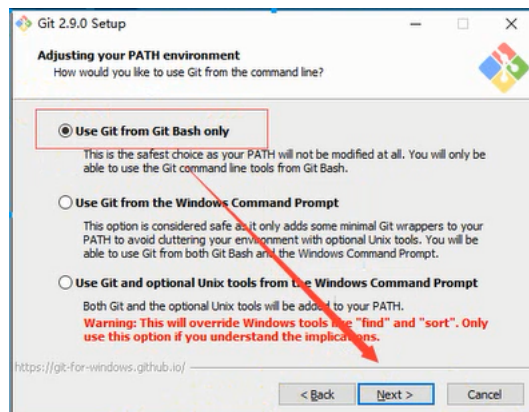 Git 2.9.0 Setup
Adjusting your PATH environment
How would you like to use Git from the command line?
Use Git from Git Bash only
This is the safest choice as your PATH will not be modified at all. You will only be
able to use the Git command line tools from Git Bash.
Use Git from the Windows Command Prompt
This option is considered safe as it only adds some minimal Git wrappers to your
PATH to avoid cluttering your environment with optional Unix tools. You will be
able to use Git from both Git Bash and the Windows Command Prompt.
Use Git and optional Unix tools from the Windows Command Prompt
Both Git and the optional Unix tools will be added to your PATH.
Warning: This will override Windows tools like "find" and "sort". Only
use this option if you understand the implications.
https://git-for-windows.github.io/
< Back
Next >
Cancel